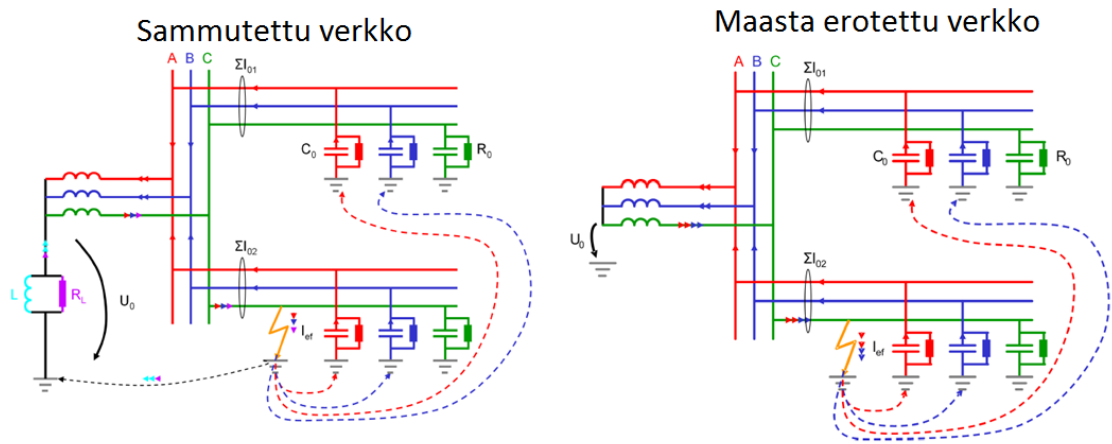 Sammutettu verkko
A B C
ΣI01
C0
R0
L
RL
U0
ΣI02
Ief
Maasta erotettu verkko
A B C
ΣI01
C0
R0
U0
ΣI02
Ief